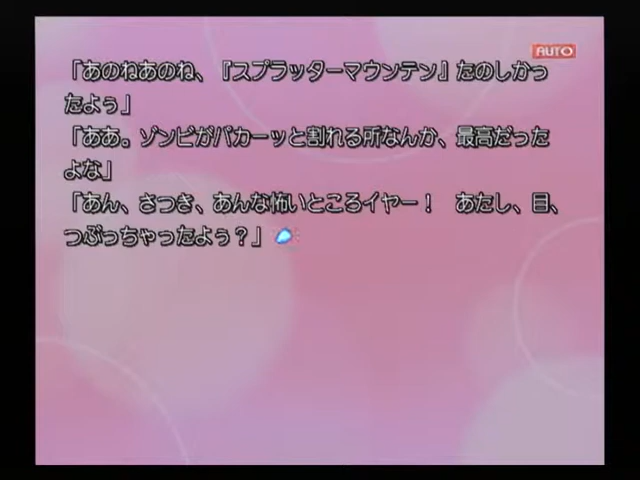 AUTO
「あのねあのね、『スプラッターマウンテン』たのしかっ
たよぅ」
「ああ。ゾンビがパカーッと割れる所なんか、最高だった
よな」
「あん、さつき、あんな怖いところイヤー！　あたし、目、
つぶっちゃったよぅ？」